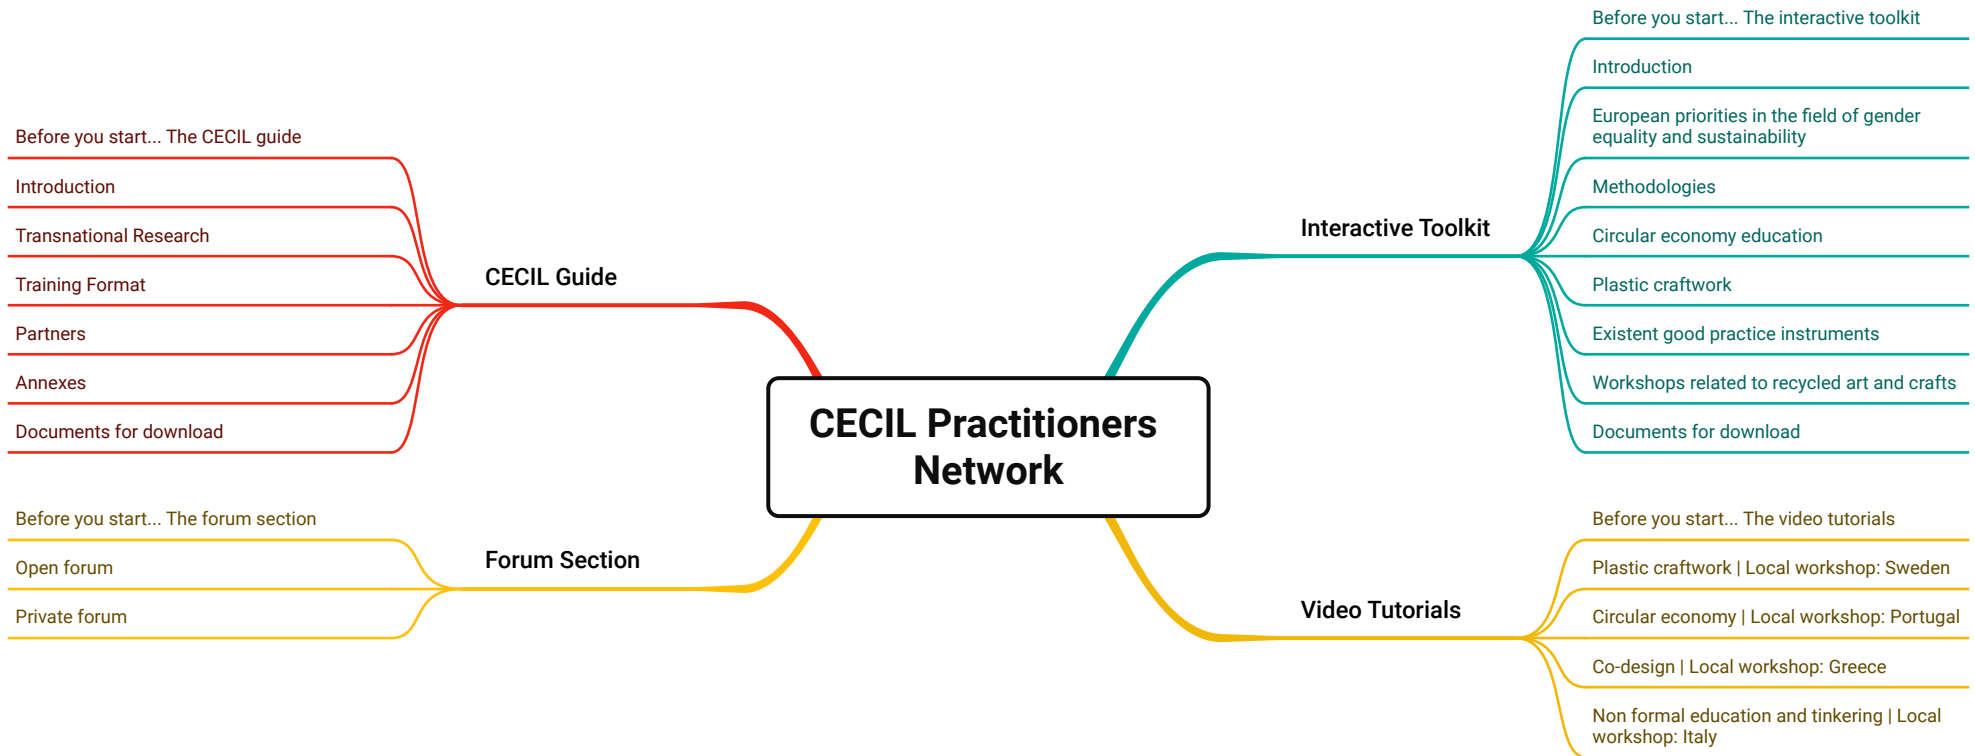 CECIL Practitioners
Network
CECIL Guide
Before you start... The CECIL guide
Introduction
Transnational Research
Training Format
Partners
Annexes
Documents for download
Forum Section
Before you start... The forum section
Open forum
Private forum
Interactive Toolkit
Before you start... The interactive toolkit
Introduction
European priorities in the field of gender
equality and sustainability
Methodologies
Circular economy education
Plastic craftwork
Existent good practice instruments
Workshops related to recycled art and crafts
Documents for download
Video Tutorials
Before you start... The video tutorials
Plastic craftwork | Local workshop: Sweden
Circular economy | Local workshop: Portugal
Co-design | Local workshop: Greece
Non formal education and tinkering | Local
workshop: Italy